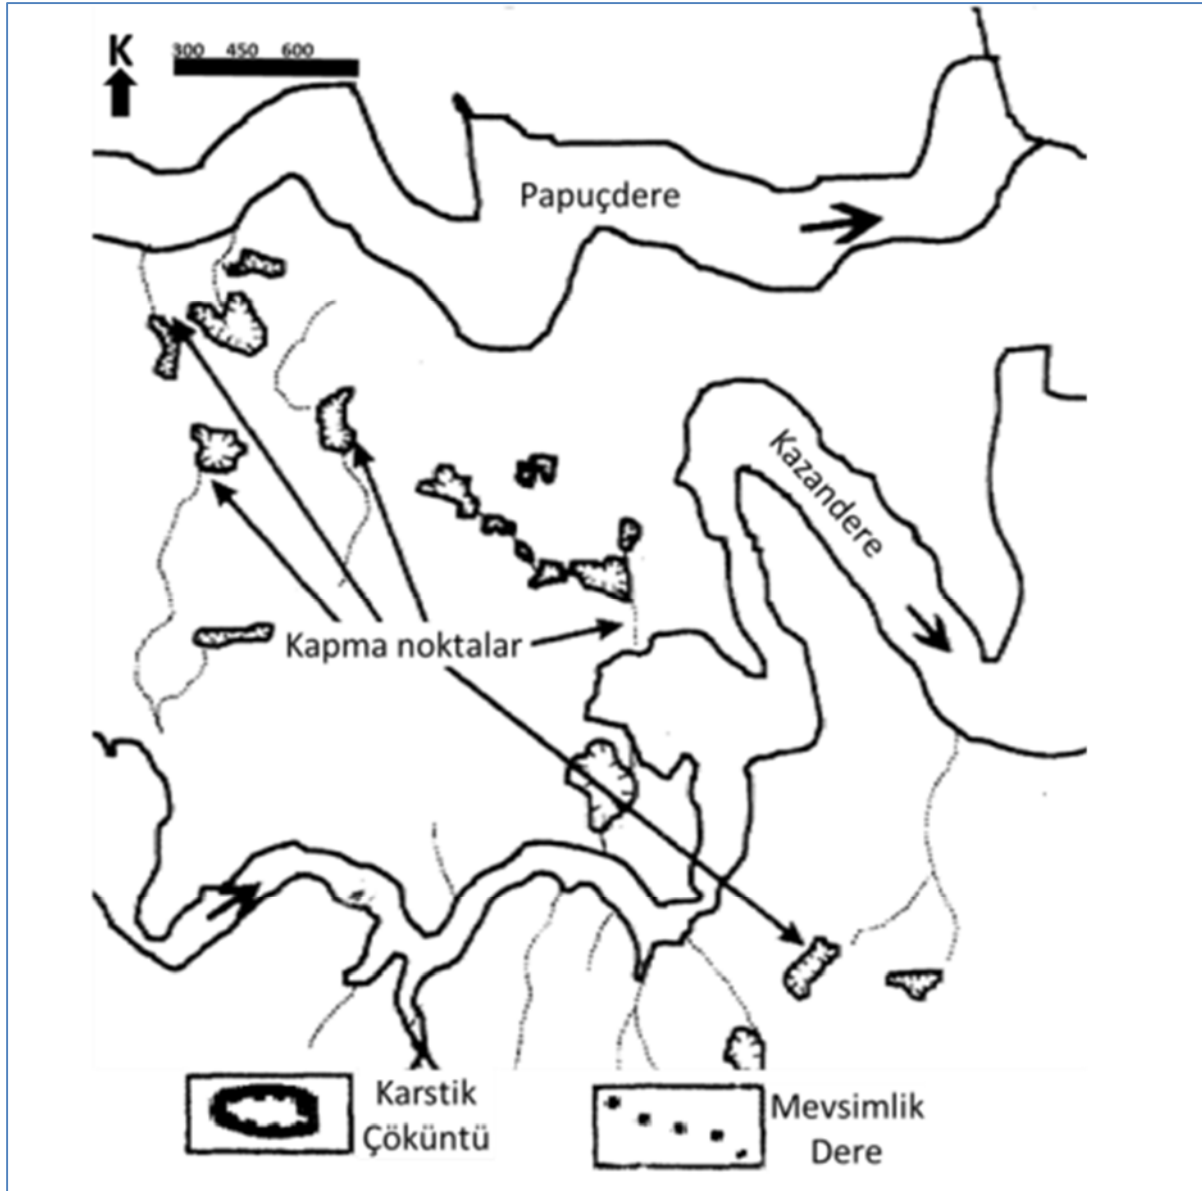 K
300 450 600
Papuçdere
Kazandere
Kapma noktalar
Karstik
Çöküntü
Mevsimlik
Dere